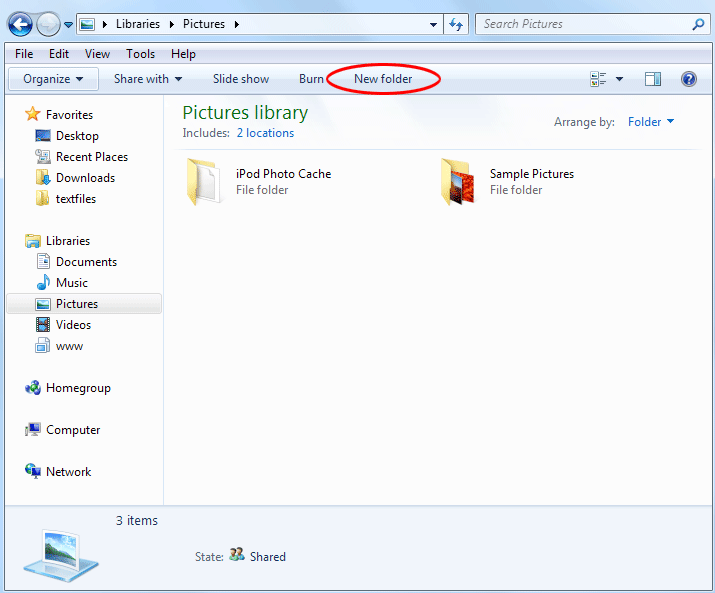 Libraries Pictures Search Pictures
File Edit View Tools Help
Organize Share with Slide show Burn New folder
Favorites
Desktop
Recent Places
Downloads
textfiles
Libraries
Documents
Music
Pictures
Videos
www
Homegroup
Computer
Network
Pictures library
Includes: 2 locations
Arrange by: Folder
iPod Photo Cache
File folder
Sample Pictures
File folder
3 items
State: Shared